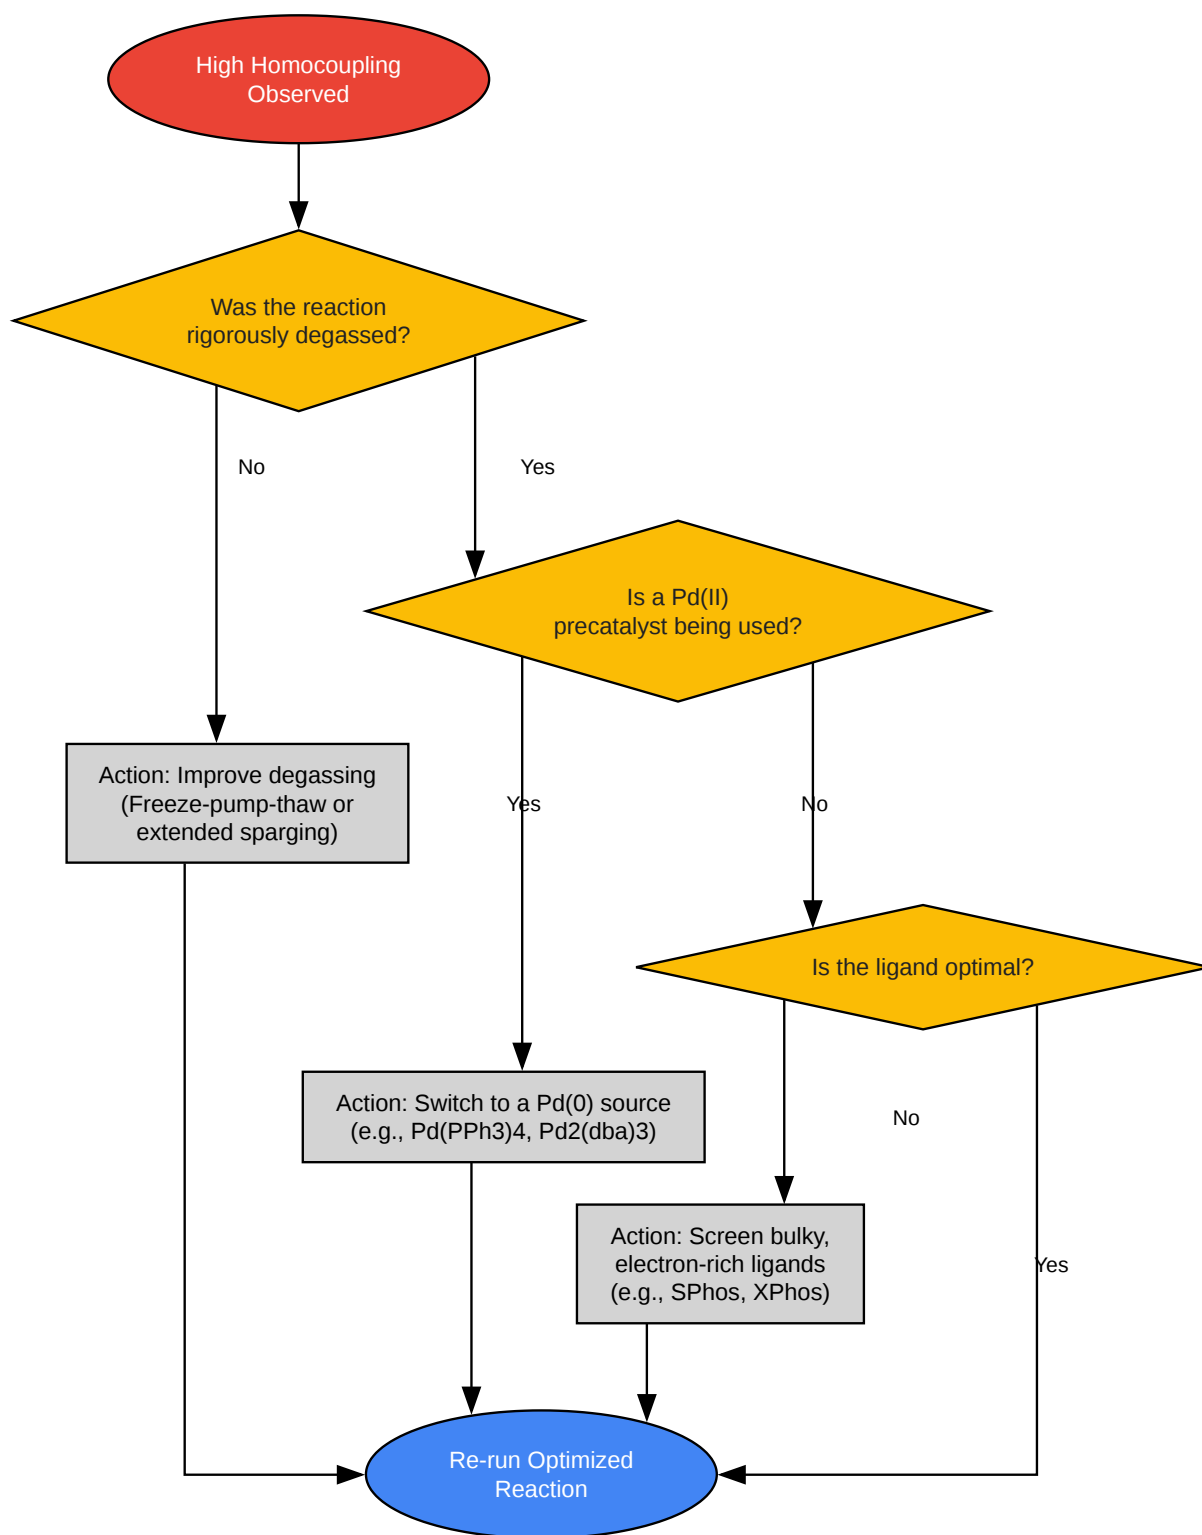 High Homocoupling
Observed
Was the reaction
rigorously degassed?
No
Yes
Is a Pd(II)
precatalyst being used?
Action: Improve degassing
(Freeze-pump-thaw or
extended sparging)
Yes
No
Is the ligand optimal?
Action: Switch to a Pd(0) source
(e.g., Pd(PPh3)4, Pd2(dba)3)
No
Action: Screen bulky,
electron-rich ligands
(e.g., SPhos, XPhos)
Yes
Re-run Optimized
Reaction